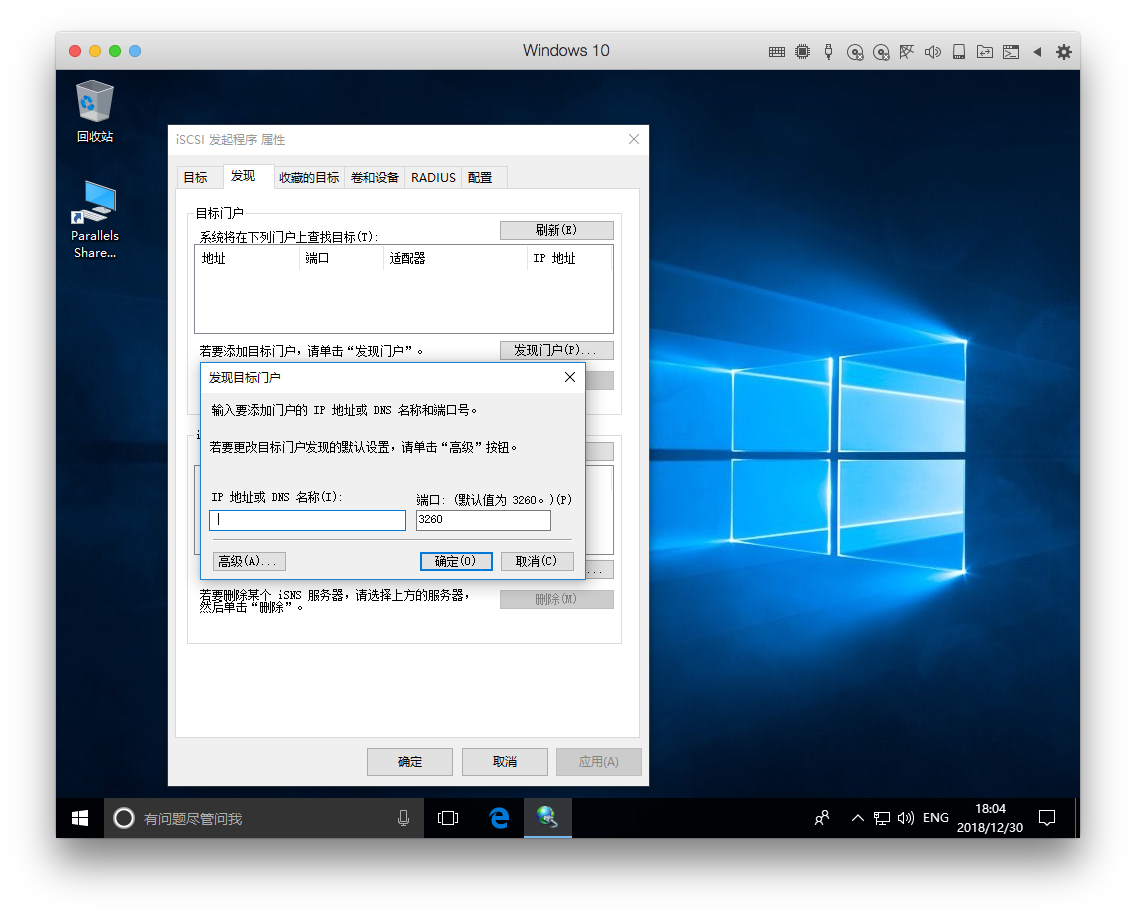 Windows 10
回收站
Parallels
Share...
iSCSI 发起程序 属性
目标 发现 收藏的目标 卷和设备 RADIUS 配置
目标门户
系统将在下列门户上查找目标(T):
刷新(E)
地址 端口 适配器 IP 地址
若要添加目标门户，请单击“发现门户”。
发现门户(P)...
发现目标门户
输入要添加门户的 IP 地址或 DNS 名称和端口号。
若要更改目标门户发现的默认设置，请单击“高级”按钮。
IP 地址或 DNS 名称(I):
端口: (默认值为 3260。)(P)
3260
高级(A)...
确定(O)
取消(C)
若要删除某个 iSNS 服务器，请选择上方的服务器，
然后单击“删除”。
删除(M)
确定
取消
应用(A)
有问题尽管问我
ENG
18:04
2018/12/30